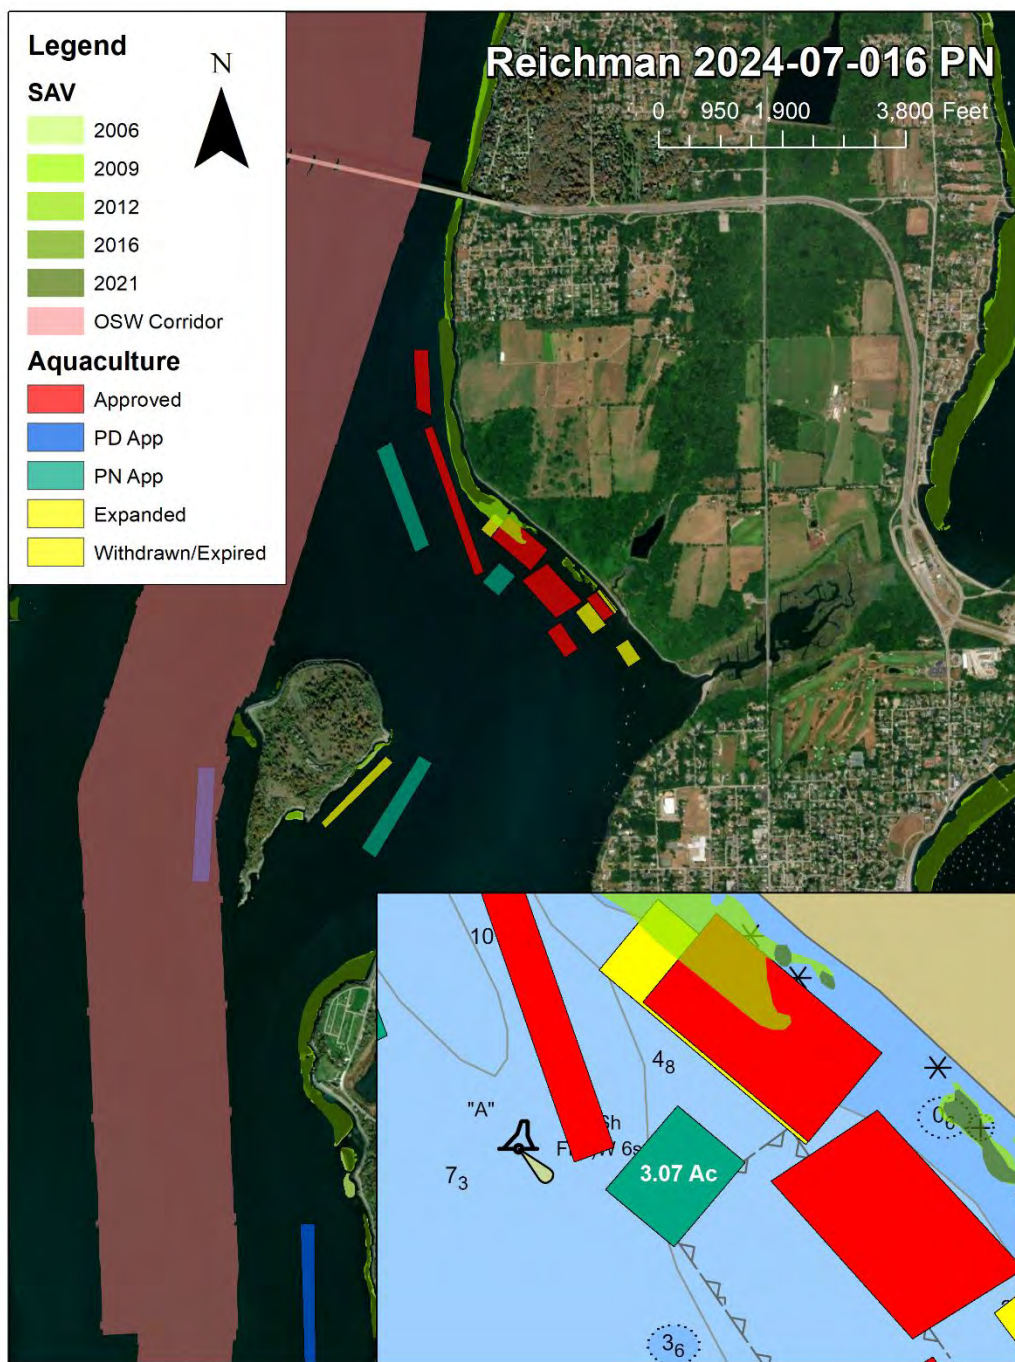 Legend
SAV
2006
2009
2012
2016
2021
OSW Corridor
Aquaculture
Approved
PD App
PN App
Expanded
Withdrawn/Expired
N
Reichman 2024-07-016 PN
0 950 1,900 3,800 Feet
10
4₈
"A"
7₃
3.07 Ac
3₆